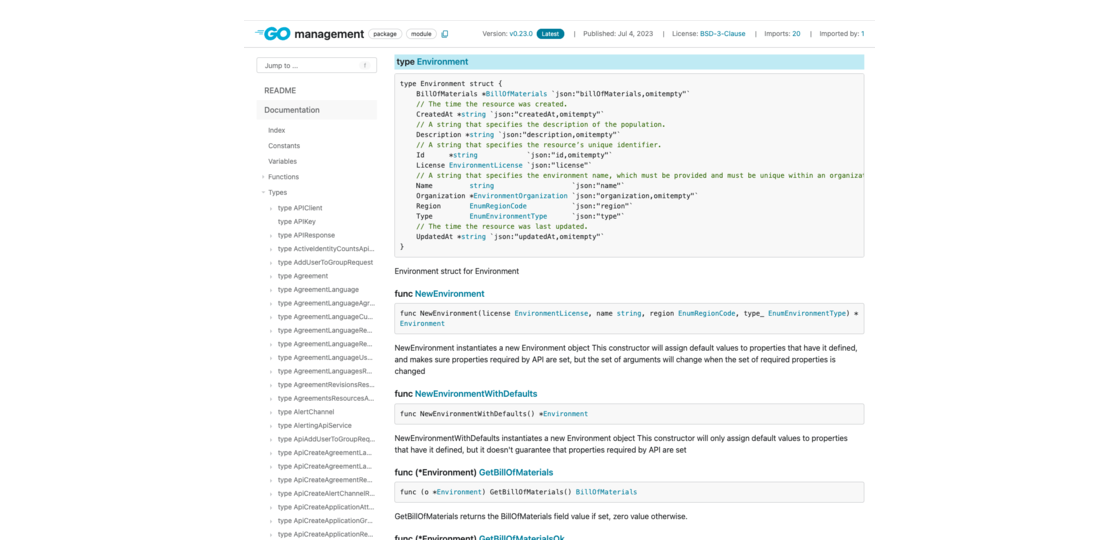 GO management package module Version: v0.23.0 Latest | Published: Jul 4, 2023 | License: BSD-3-Clause | Imports: 20 | Imported by: 1
Jump to ... f
README
Documentation
Index
Constants
Variables
Functions
Types
type APIClient
type APIKey
type APIResponse
type ActiveIdentityCountsApi...
type AddUserToGroupRequest
type Agreement
type AgreementLanguage
type AgreementLanguageAgr...
type AgreementLanguageCu...
type AgreementLanguageRe...
type AgreementLanguageRe...
type AgreementLanguageUs...
type AgreementLanguagesR...
type AgreementRevisionsRes...
type AgreementsResourcesA...
type AlertChannel
type AlertingApiService
type ApiAddUserToGroupReq...
type ApiCreateAgreementLa...
type ApiCreateAgreementLa...
type ApiCreateAgreementRe...
type ApiCreateAlertChannelR...
type ApiCreateApplicationAtt...
type ApiCreateApplicationGr...
type ApiCreateApplicationRe...
type Environment
type Environment struct {
BillOfMaterials *BillOfMaterials `json:"billOfMaterials,omitempty"`
// The time the resource was created.
CreatedAt *string `json:"createdAt,omitempty"`
// A string that specifies the description of the population.
Description *string `json:"description,omitempty"`
// A string that specifies the resource's unique identifier.
Id *string `json:"id,omitempty"`
License EnvironmentLicense `json:"license"`
// A string that specifies the environment name, which must be provided and must be unique within an organizat
Name string `json:"name"`
Organization *EnvironmentOrganization `json:"organization,omitempty"`
Region EnumRegionCode `json:"region"`
Type EnumEnvironmentType `json:"type"`
// The time the resource was last updated.
UpdatedAt *string `json:"updatedAt,omitempty"`
}
Environment struct for Environment
func NewEnvironment
func NewEnvironment(license EnvironmentLicense, name string, region EnumRegionCode, type_ EnumEnvironmentType) *
Environment
NewEnvironment instantiates a new Environment object This constructor will assign default values to properties that have it defined,
and makes sure properties required by API are set, but the set of arguments will change when the set of required properties is
changed
func NewEnvironmentWithDefaults
func NewEnvironmentWithDefaults() *Environment
NewEnvironmentWithDefaults instantiates a new Environment object This constructor will only assign default values to properties
that have it defined, but it doesn't guarantee that properties required by API are set
func (*Environment) GetBillOfMaterials
func (o *Environment) GetBillOfMaterials() BillOfMaterials
GetBillOfMaterials returns the BillOfMaterials field value if set, zero value otherwise.
func (*Environment) GetBillOfMaterialsOk